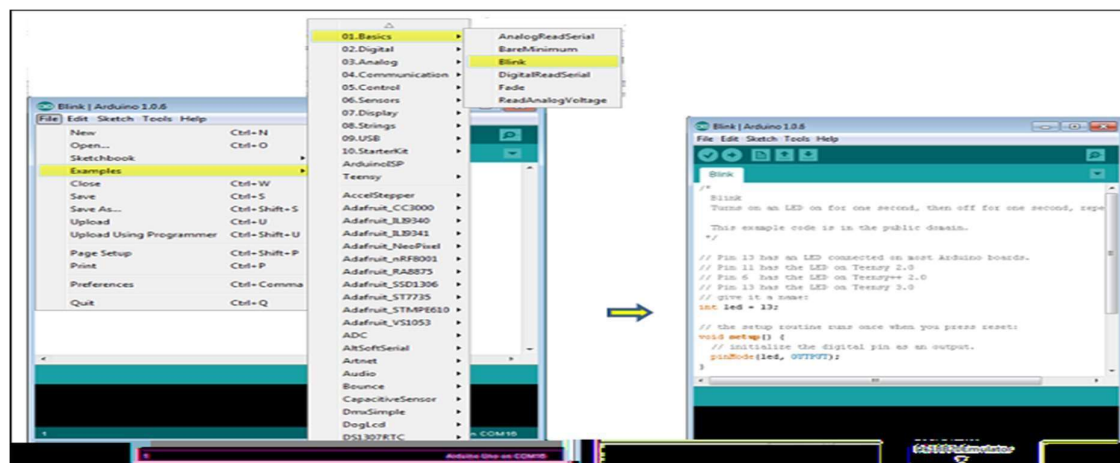 Blink | Arduino 1.0.6
File Edit Sketch Tools Help
New Ctrl+N
Open... Ctrl+O
Sketchbook
Examples
Close Ctrl+W
Save Ctrl+S
Save As... Ctrl+Shift+S
Upload Ctrl+U
Upload Using Programmer Ctrl+Shift+U
Page Setup Ctrl+Shift+P
Print Ctrl+P
Preferences Ctrl+Comma
Quit Ctrl+Q
01.Basics
02.Digital
03.Analog
04.Communication
05.Control
06.Sensors
07.Display
08.Strings
09.USB
10.StarterKit
ArduinoISP
Teensy
AccelStepper
Adafruit_CC3000
Adafruit_ILI9340
Adafruit_ILI9341
Adafruit_NeoPixel
Adafruit_nRF8001
Adafruit_RA8875
Adafruit_SSD1306
Adafruit_ST7735
Adafruit_STMPE610
Adafruit_VS1053
ADC
AltSoftSerial
Artnet
Audio
Bounce
CapacitiveSensor
DmxSimple
DogLcd
DS1307RTC
AnalogReadSerial
BareMinimum
Blink
DigitalReadSerial
Fade
ReadAnalogVoltage
1
on COM16
1
Arduino Uno on COM16
Blink | Arduino 1.0.6
File Edit Sketch Tools Help
Blink
/*
Blink
Turns on an LED on for one second, then off for one second, repe
This example code is in the public domain.
*/
// Pin 13 has an LED connected on most Arduino boards.
// Pin 11 has the LED on Teensy 2.0
// Pin 6 has the LED on Teensy++ 2.0
// Pin 13 has the LED on Teensy 3.0
// give it a name:
int led = 13;
// the setup routine runs once when you press reset:
void setup() {
// initialize the digital pin as an output.
pinMode(led, OUTPUT);
}